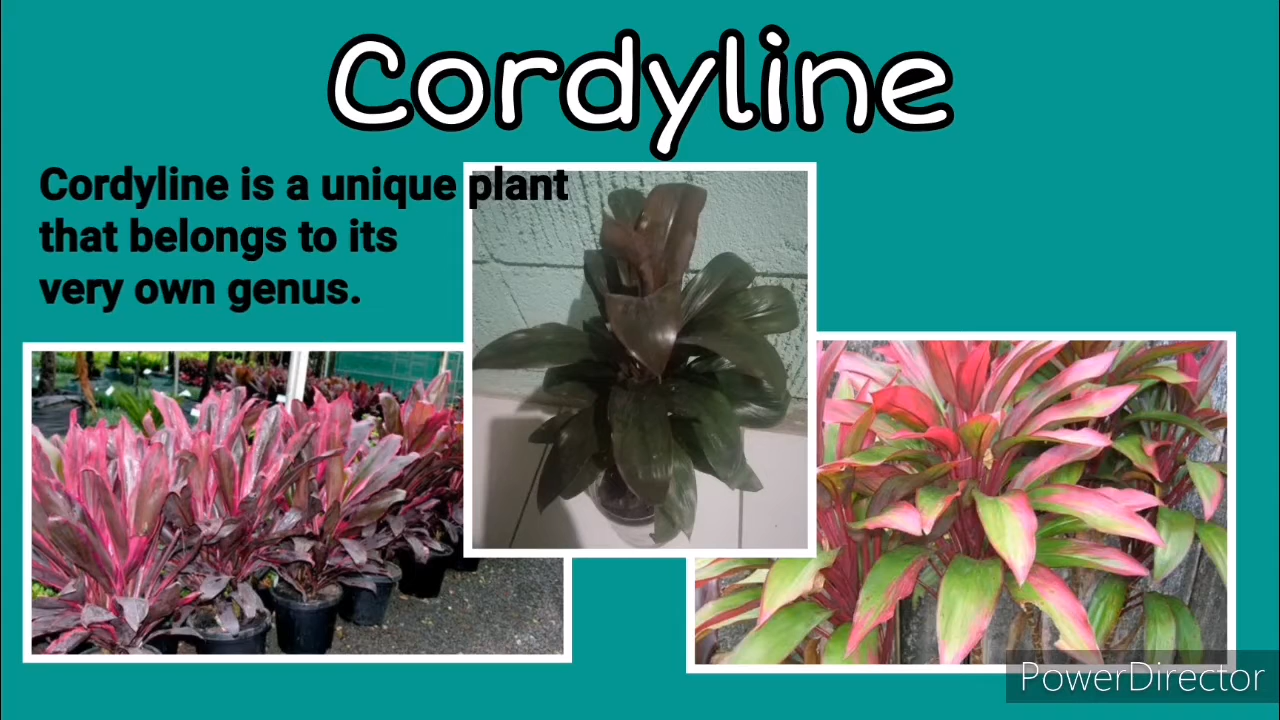 Cordyline
Cordyline is a unique plant
that belongs to its
very own genus.
PowerDirector